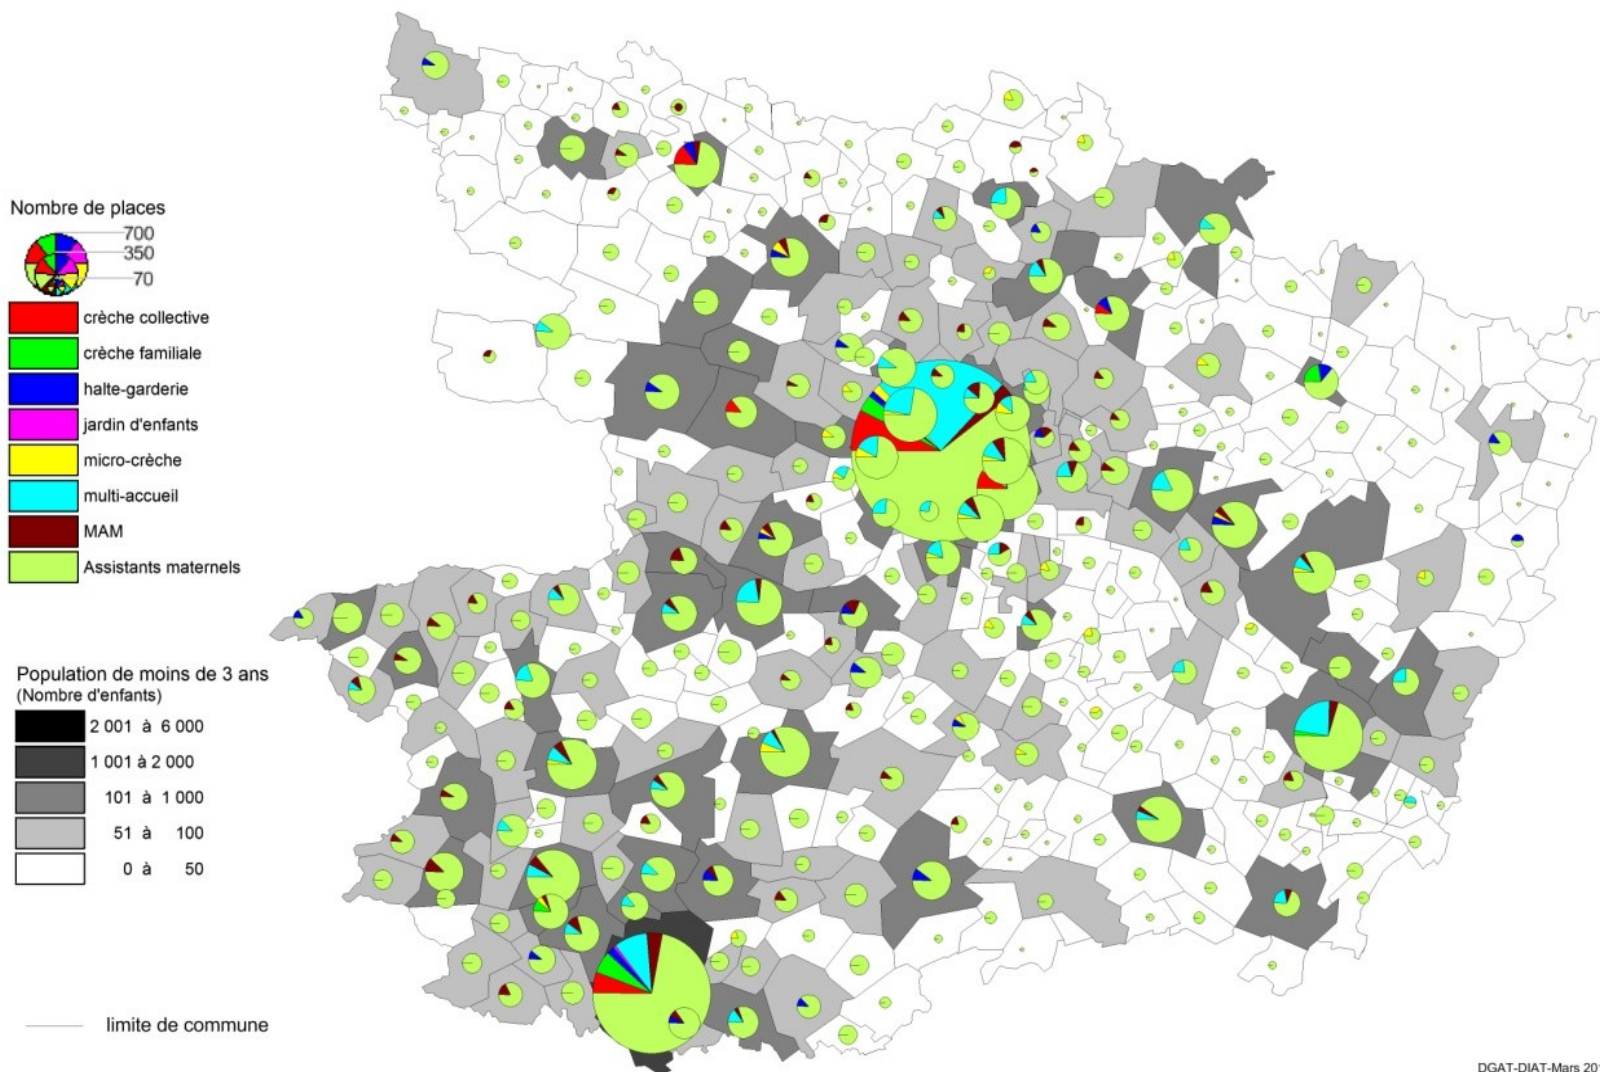 Nombre de places
700
350
70
crèche collective
crèche familiale
halte-garderie
jardin d'enfants
micro-crèche
multi-accueil
MAM
Assistants maternels
Population de moins de 3 ans
(Nombre d'enfants)
2 001 à 6 000
1 001 à 2 000
101 à 1 000
51 à 100
0 à 50
limite de commune
DGAT-DIAT-Mars 201